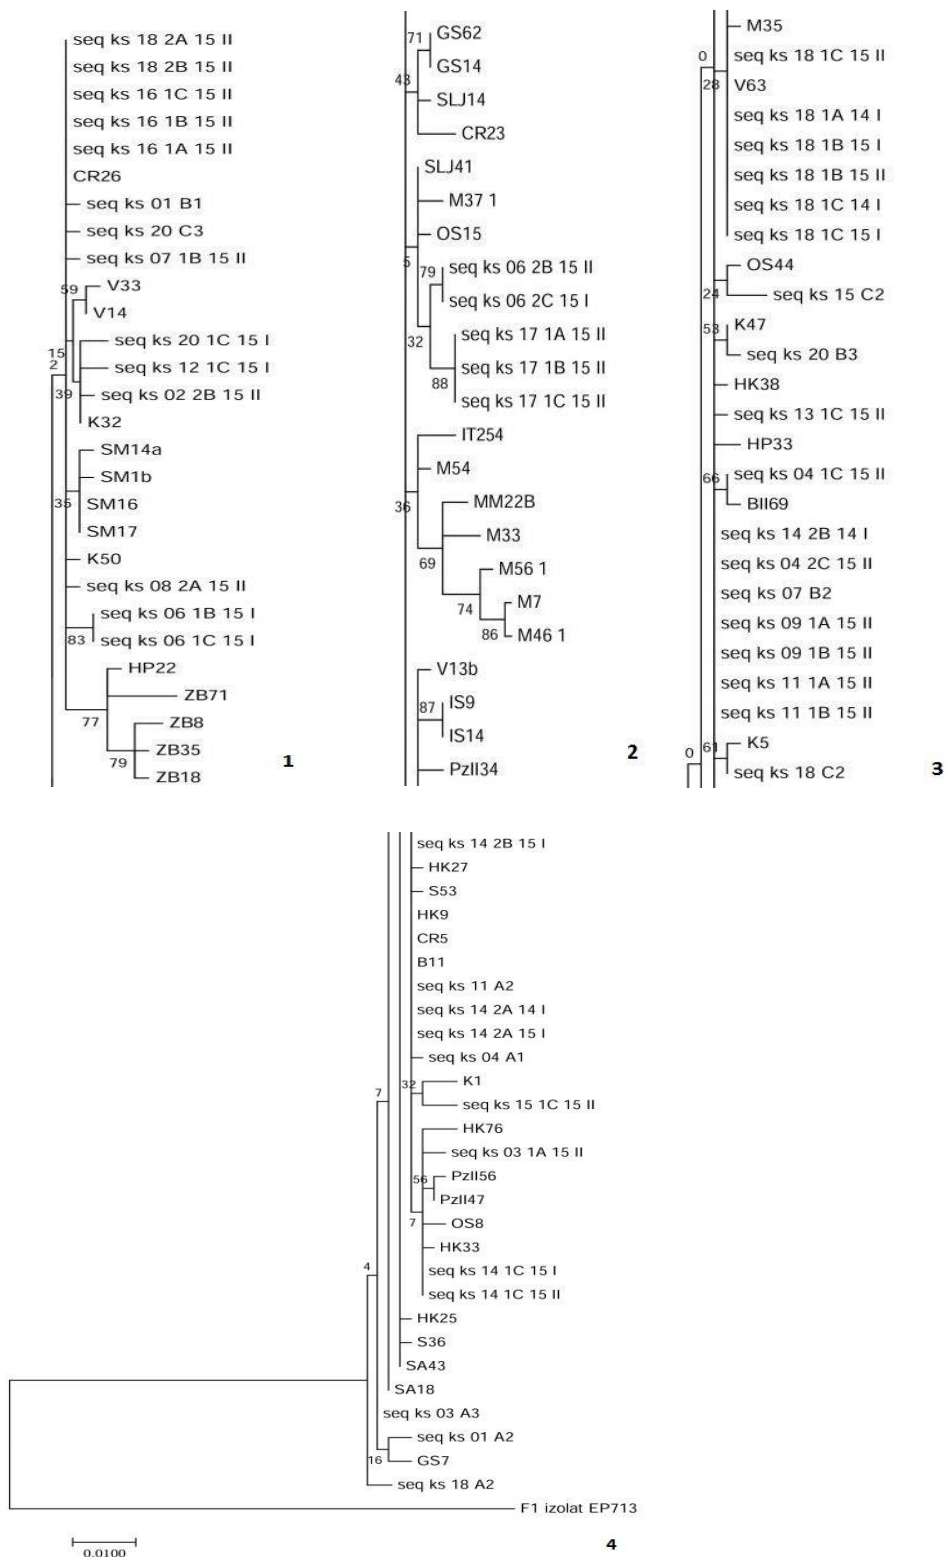 seq ks 18 2A 15 II
seq ks 18 2B 15 II
seq ks 16 1C 15 II
seq ks 16 1B 15 II
seq ks 16 1A 15 II
CR26
seq ks 01 B1
seq ks 20 C3
seq ks 07 1B 15 II
59
V33
V14
seq ks 20 1C 15 I
15
2
seq ks 12 1C 15 I
39
seq ks 02 2B 15 II
K32
SM14a
SM1b
35
SM16
SM17
K50
seq ks 08 2A 15 II
seq ks 06 1B 15 I
83
seq ks 06 1C 15 I
HP22
ZB71
77
ZB8
ZB35
79
ZB18
1
71
GS62
GS14
43
SLJ14
CR23
SLJ41
M37 1
OS15
5
79
seq ks 06 2B 15 II
seq ks 06 2C 15 I
32
seq ks 17 1A 15 II
seq ks 17 1B 15 II
88
seq ks 17 1C 15 II
IT254
M54
36
MM22B
M33
69
M56 1
74
M7
86
M46 1
V13b
87
IS9
IS14
PzII34
2
M35
0
seq ks 18 1C 15 II
28
V63
seq ks 18 1A 14 I
seq ks 18 1B 15 I
seq ks 18 1B 15 II
seq ks 18 1C 14 I
seq ks 18 1C 15 I
OS44
24
seq ks 15 C2
53
K47
seq ks 20 B3
HK38
seq ks 13 1C 15 II
HP33
66
seq ks 04 1C 15 II
BII69
seq ks 14 2B 14 I
seq ks 04 2C 15 II
seq ks 07 B2
seq ks 09 1A 15 II
seq ks 09 1B 15 II
seq ks 11 1A 15 II
seq ks 11 1B 15 II
0
61
K5
seq ks 18 C2
3
seq ks 14 2B 15 I
HK27
S53
HK9
CR5
B11
seq ks 11 A2
seq ks 14 2A 14 I
seq ks 14 2A 15 I
seq ks 04 A1
7
32
K1
seq ks 15 1C 15 II
HK76
seq ks 03 1A 15 II
56
PzII56
PzII47
7
OS8
HK33
4
seq ks 14 1C 15 I
seq ks 14 1C 15 II
HK25
S36
SA43
SA18
seq ks 03 A3
seq ks 01 A2
16
GS7
seq ks 18 A2
F1 izolat EP713
0.0100
4